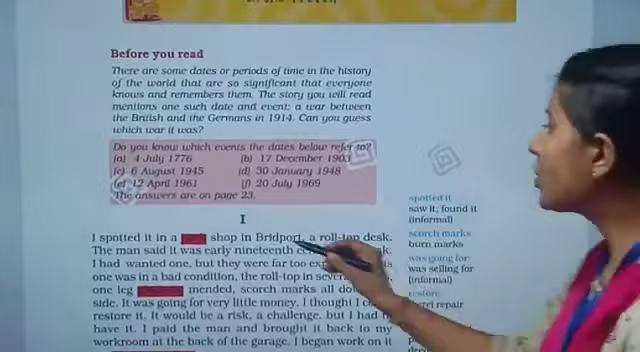 Before you read
There are some dates or periods of time in the history
of the world that are so significant that everyone
knows and remembers them. The story you will read
mentions one such date and event: a war between
the British and the Germans in 1914. Can you guess
which war it was?
Do you know which events the dates below refer to?
(a) 4 July 1776 (b) 17 December 1903
(c) 6 August 1945 (d) 30 January 1948
(e) 12 April 1961 (f) 20 July 1969
The answers are on page 23.
I
I spotted it in a shop in Bridport, a roll-top desk.
The man said it was early nineteenth
I had wanted one, but they were far too
one was in a bad condition, the roll-top in
one leg mended, scorch marks all
side. It was going for very little money. I thought I
restore it. It would be a risk, a challenge, but I had
have it. I paid the man and brought it back to my
workroom at the back of the garage. I began work on it
spotted it
saw it; found it
(informal)
scorch marks
burn marks
was going for
was selling for
(informal)
restore
repair